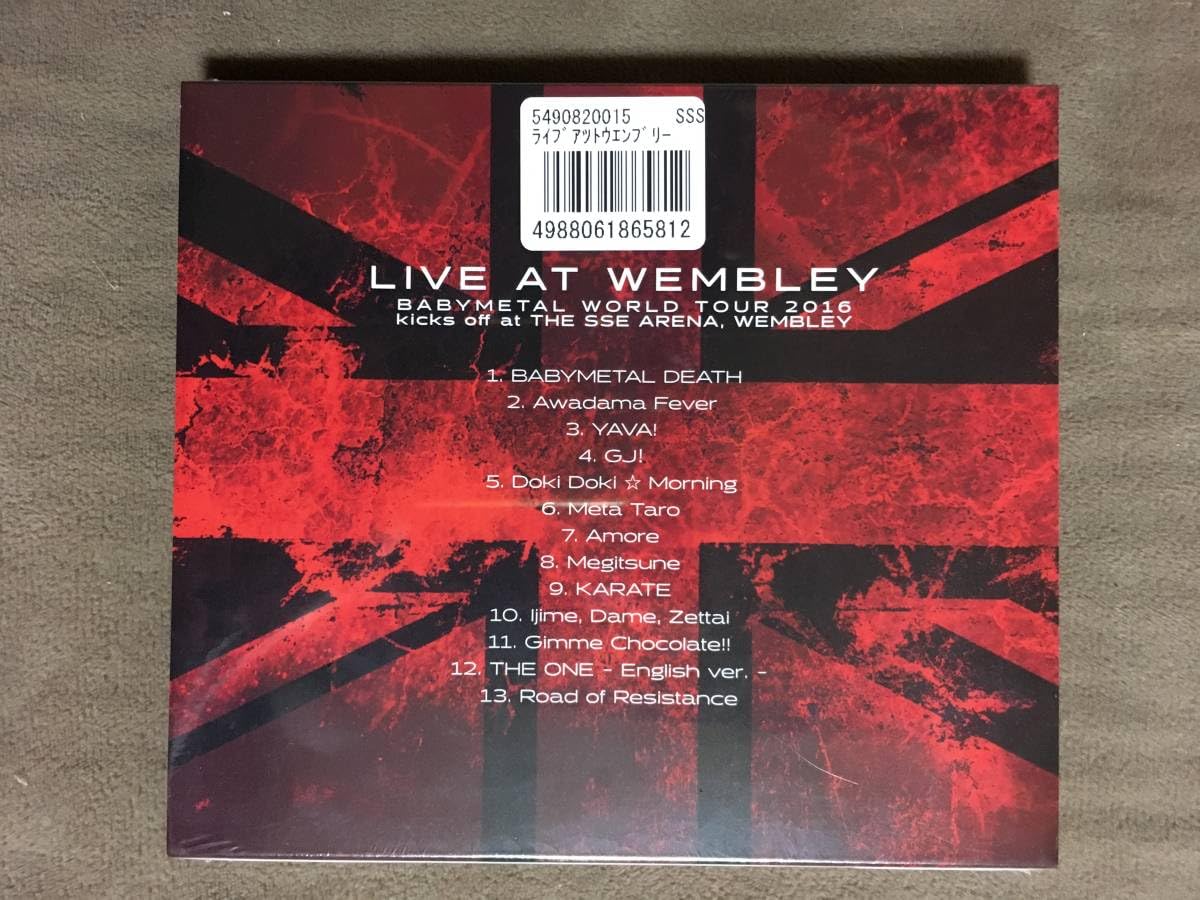 5490820015 SSS
ﾗｲﾌﾞｱﾂﾄｳｴﾝﾌﾞﾘｰ
4988061865812
LIVE AT WEMBLEY
BABYMETAL WORLD TOUR 2016
kicks off at THE SSE ARENA, WEMBLEY
1. BABYMETAL DEATH
2. Awadama Fever
3. YAVA!
4. GJ!
5. Doki Doki ☆ Morning
6. Meta Taro
7. Amore
8. Megitsune
9. KARATE
10. Ijime, Dame, Zettai
11. Gimme Chocolate!!
12. THE ONE - English ver. -
13. Road of Resistance